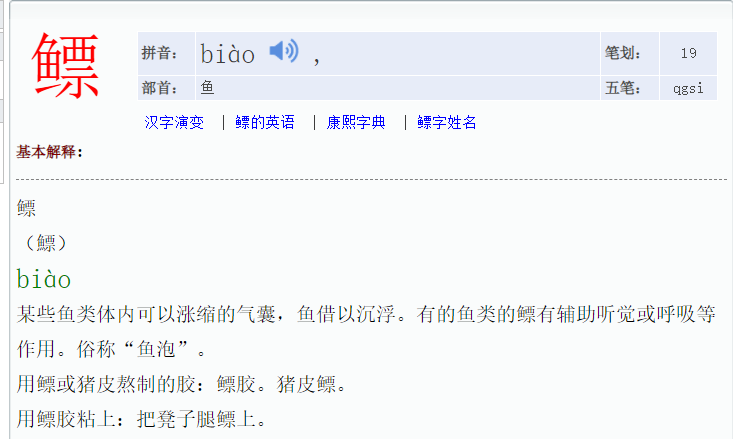 鳔
拼音： biào ， 笔划： 19
部首： 鱼 五笔： qgsi
汉字演变 | 鳔的英语 | 康熙字典 | 鳔字姓名
基本解释：
鳔
（鰾）
biào
某些鱼类体内可以涨缩的气囊，鱼借以沉浮。有的鱼类的鳔有辅助听觉或呼吸等
作用。俗称“鱼泡”。
用鳔或猪皮熬制的胶：鳔胶。猪皮鳔。
用鳔胶粘上：把凳子腿鳔上。